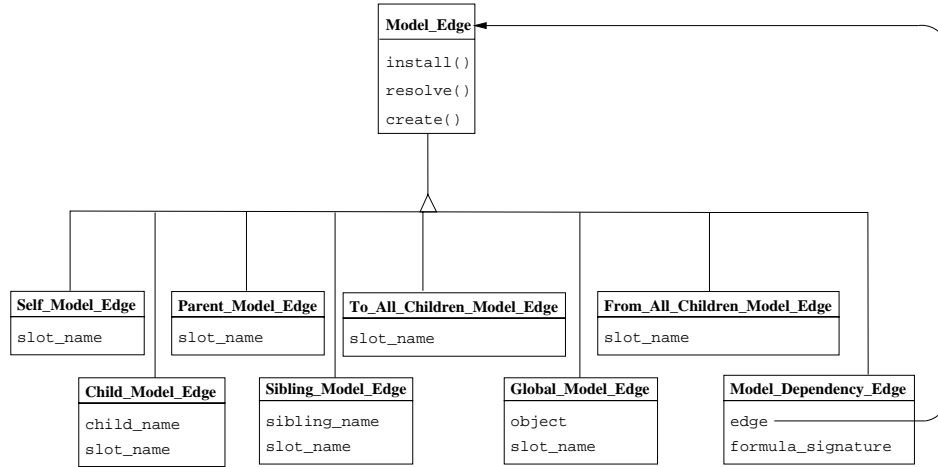 Model_Edge
install()
resolve()
create()
Self_Model_Edge
slot_name
Parent_Model_Edge
slot_name
To_All_Children_Model_Edge
slot_name
From_All_Children_Model_Edge
slot_name
Child_Model_Edge
child_name
slot_name
Sibling_Model_Edge
sibling_name
slot_name
Global_Model_Edge
object
slot_name
Model_Dependency_Edge
edge
formula_signature